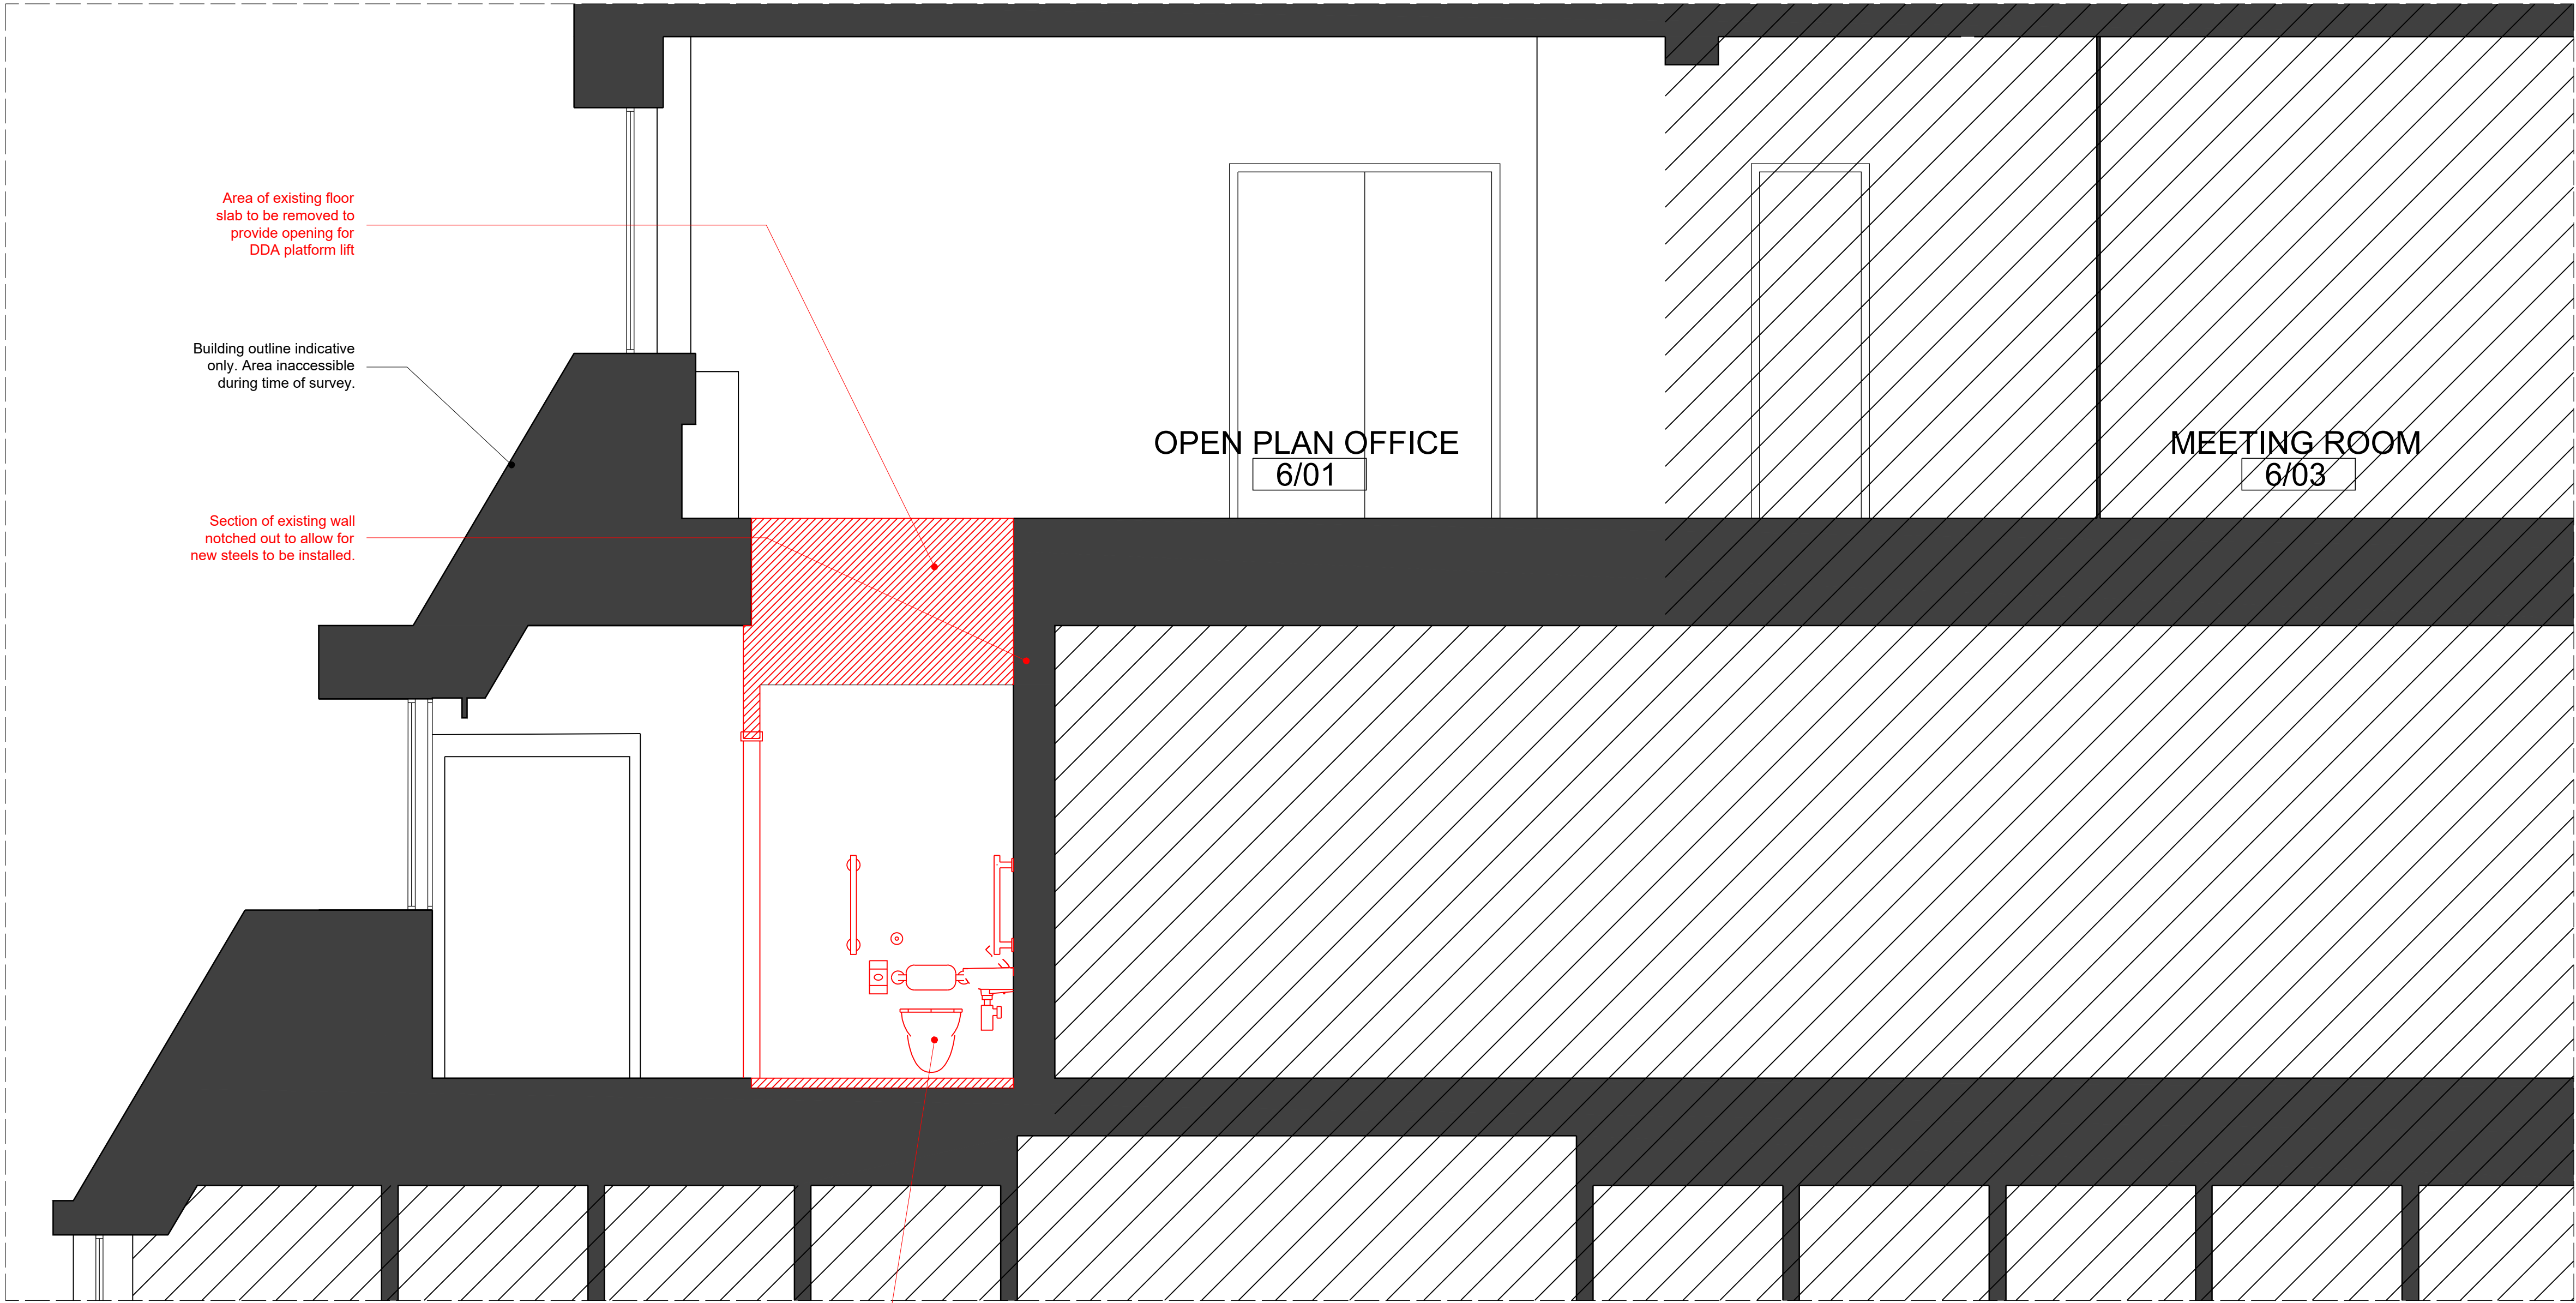 Area of existing floor
slab to be removed to
provide opening for
DDA platform lift
Building outline indicative
only. Area inaccessible
during time of survey.
Section of existing wall
notched out to allow for
new steels to be installed.
OPEN PLAN OFFICE
6/01
MEETING ROOM
6/03